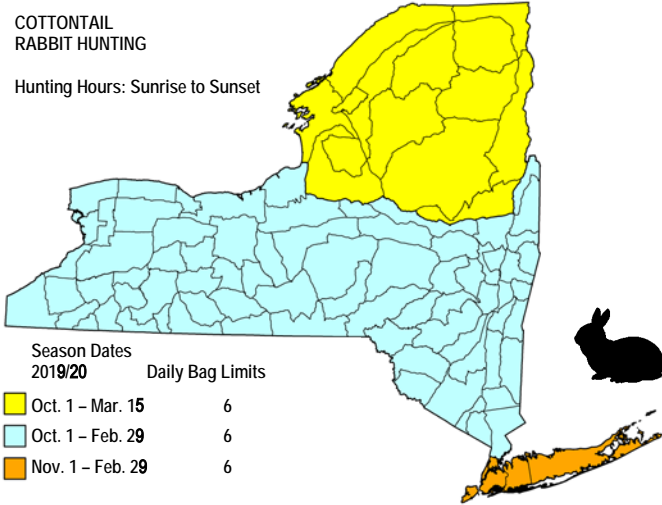 COTTONTAIL
RABBIT HUNTING
Hunting Hours: Sunrise to Sunset
Season Dates
2019/20 Daily Bag Limits
Oct. 1 – Mar. 15 6
Oct. 1 – Feb. 29 6
Nov. 1 – Feb. 29 6